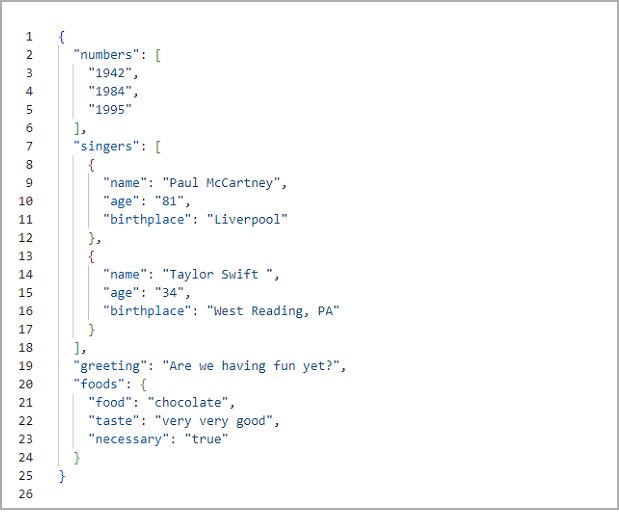 1 {
2   "numbers": [
3     "1942",
4     "1984",
5     "1995"
6   ],
7   "singers": [
8     {
9       "name": "Paul McCartney",
10       "age": "81",
11       "birthplace": "Liverpool"
12     },
13     {
14       "name": "Taylor Swift ",
15       "age": "34",
16       "birthplace": "West Reading, PA"
17     }
18   ],
19   "greeting": "Are we having fun yet?",
20   "foods": {
21     "food": "chocolate",
22     "taste": "very very good",
23     "necessary": "true"
24   }
25 }
26